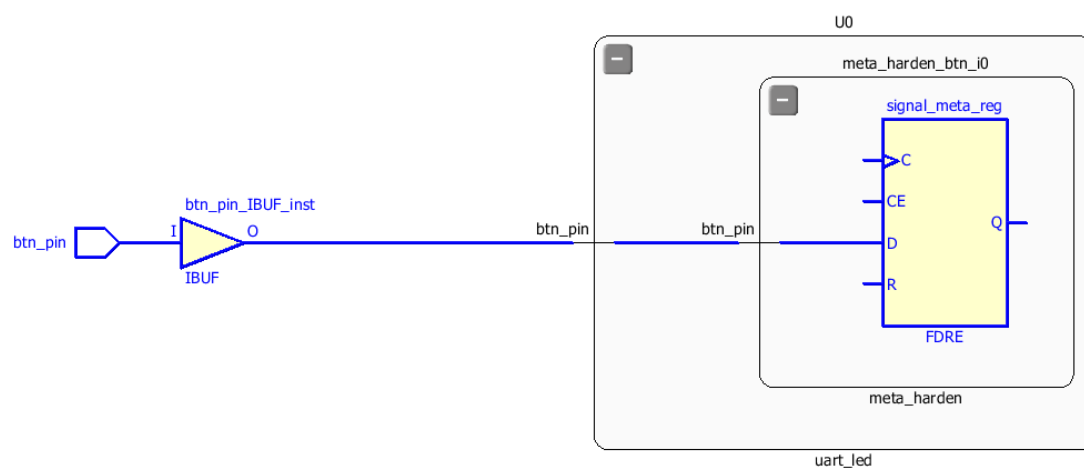 U0
meta_harden_btn_i0
signal_meta_reg
C
btn_pin_IBUF_inst
CE
I
O
btn_pin
btn_pin
Q
btn_pin
D
IBUF
R
FDRE
meta_harden
uart_led